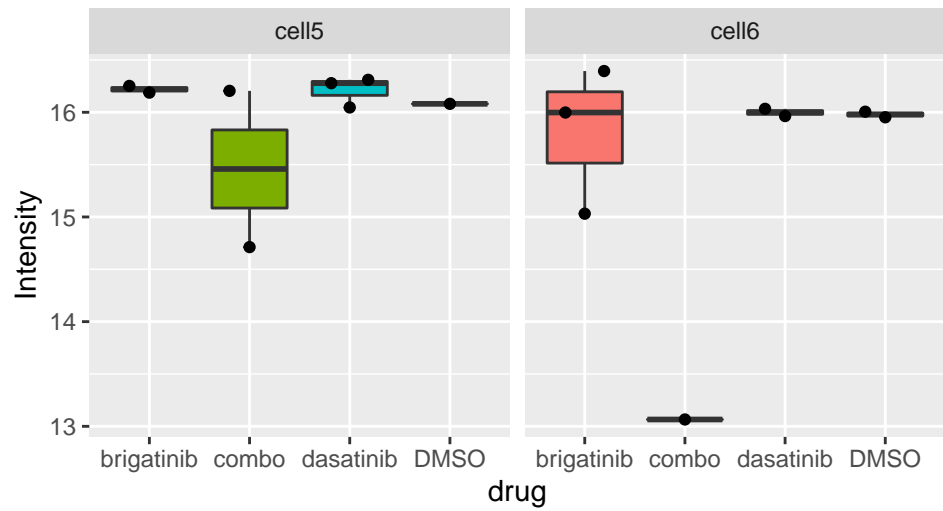 cell5 cell6
Intensity
16
15
14
13
brigatinib combo dasatinib DMSO brigatinib combo dasatinib DMSO
drug